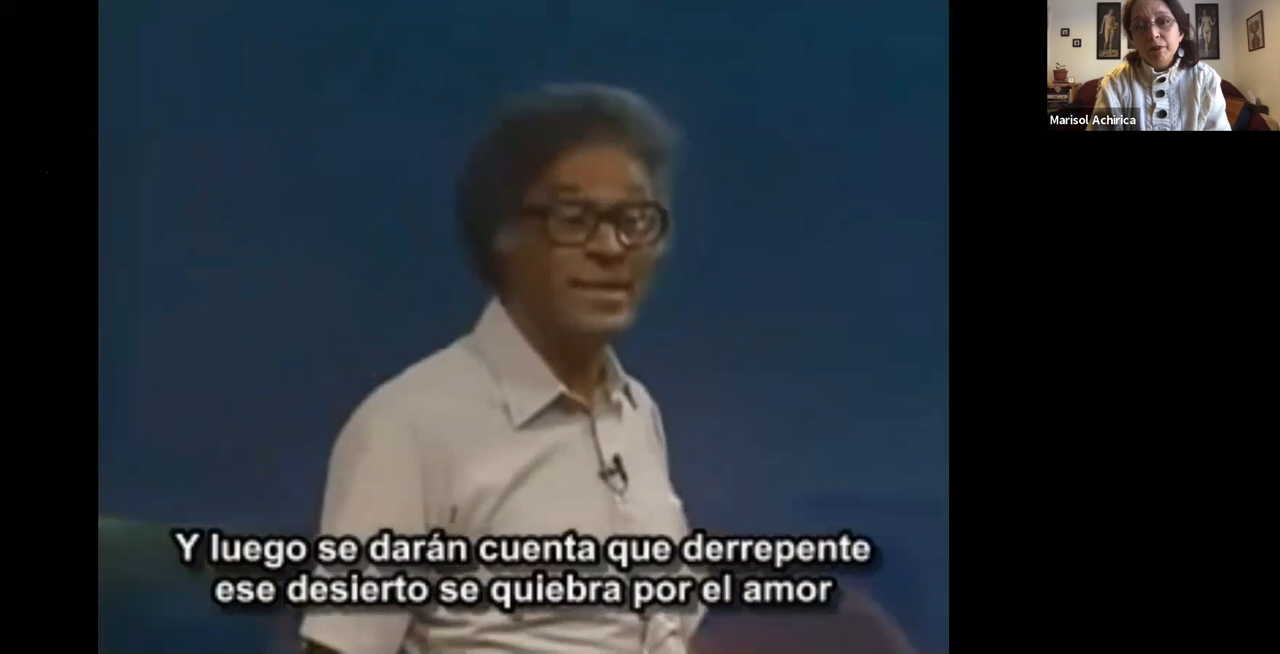 Marisol Achirica
Y luego se darán cuenta que derrepente
ese desierto se quiebra por el amor